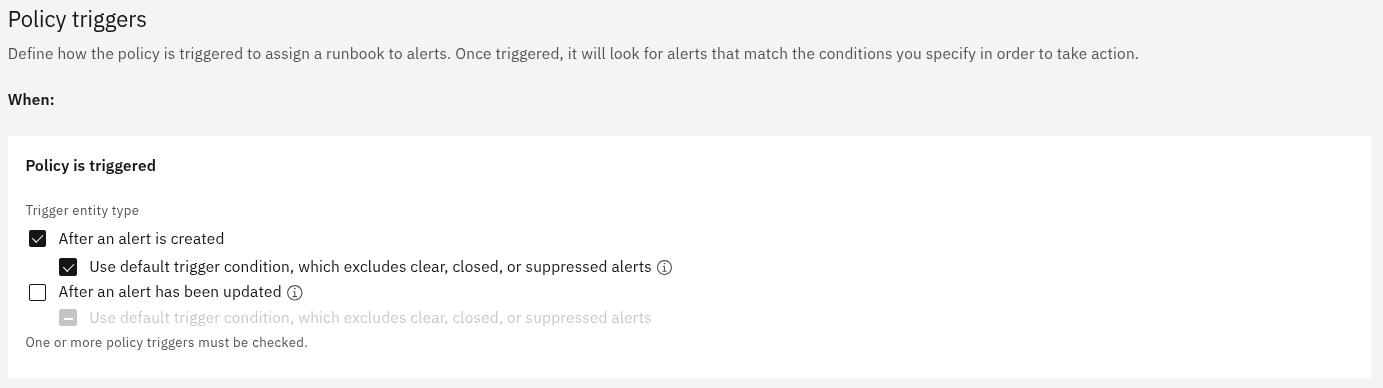 Policy triggers
Define how the policy is triggered to assign a runbook to alerts. Once triggered, it will look for alerts that match the conditions you specify in order to take action.
When:
Policy is triggered
Trigger entity type
After an alert is created
Use default trigger condition, which excludes clear, closed, or suppressed alerts
After an alert has been updated
Use default trigger condition, which excludes clear, closed, or suppressed alerts
One or more policy triggers must be checked.